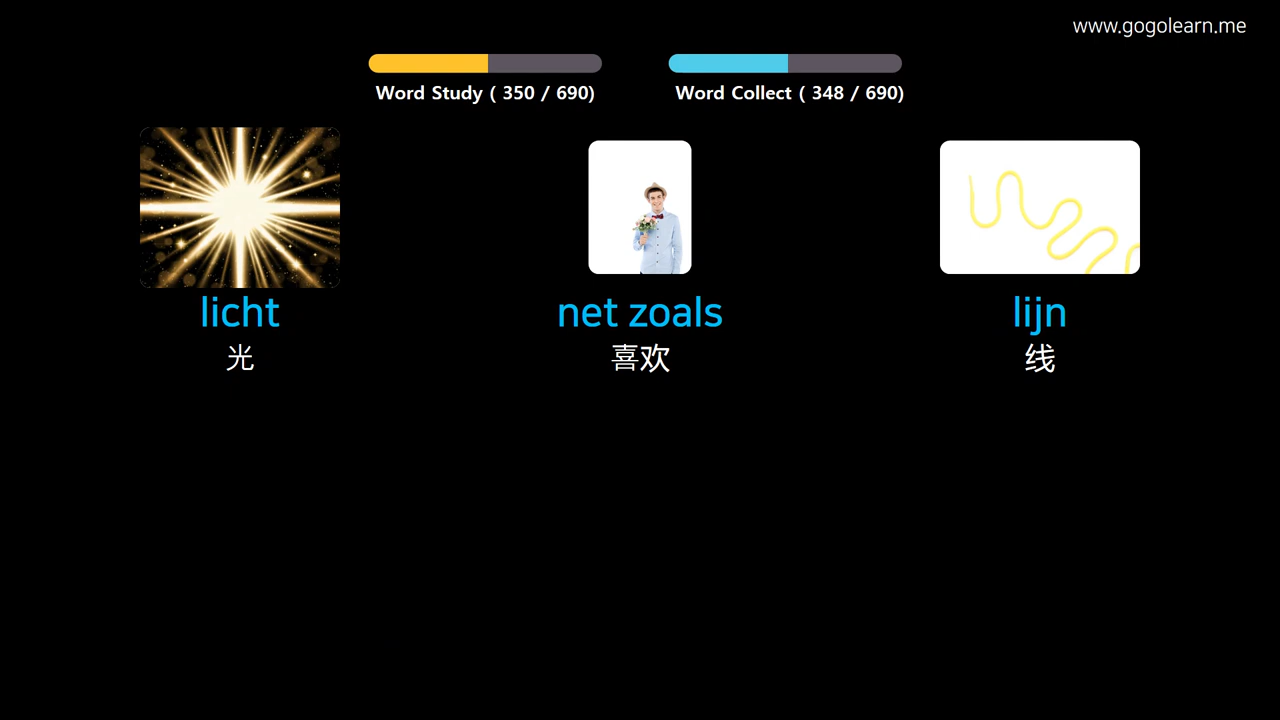 www.gogolearn.me
Word Study ( 350 / 690)
Word Collect ( 348 / 690)
licht
net zoals
lijn
光
喜欢
线